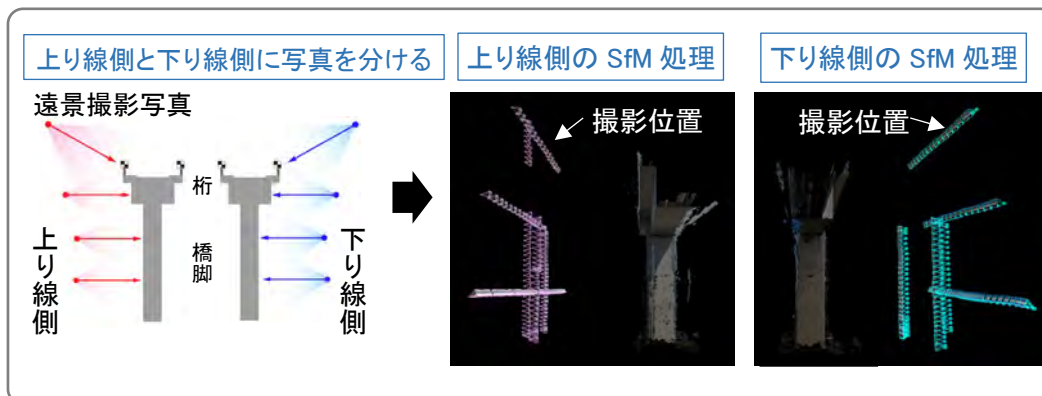 上り線側と下り線側に写真を分ける
遠景撮影写真
桁
橋脚
上り線側
下り線側
上り線側の SfM 処理
撮影位置
下り線側の SfM 処理
撮影位置